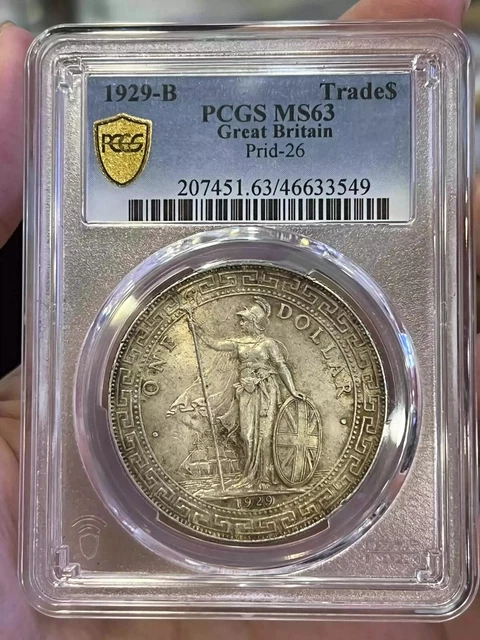 1929-B Trade$
PCGS MS63
Great Britain
Prid-26
PCGS
207451.63/46633549
ONE DOLLAR
1929